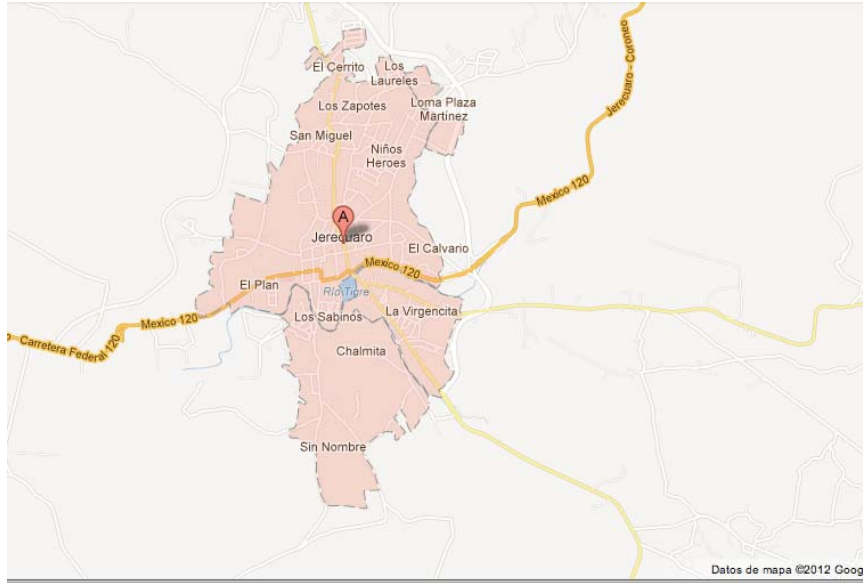 El Cerrito
Los
Laureles
Los Zapotes
Loma Plaza
Martinez
San Miguel
Niños
Heroes
Jerecuaro - Coroneo
Mexico 120
A
Jerecuaro
El Calvario
Mexico 120
El Plan
Río Tigre
Mexico 120
Los Sabinos
La Virgencita
Carretera Federal 120
Chalmita
Sin Nombre
Datos de mapa ©2012 Goog